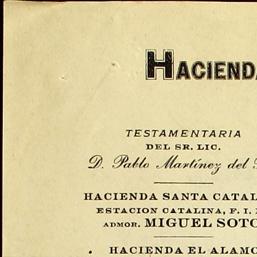 HACIENDA
TESTAMENTARIA
DEL SR. LIC.
D. Pablo Martínez del
HACIENDA SANTA CATAL
ESTACION CATALINA, F. I.
ADMOR. MIGUEL SOTO
HACIENDA EL ALAMO